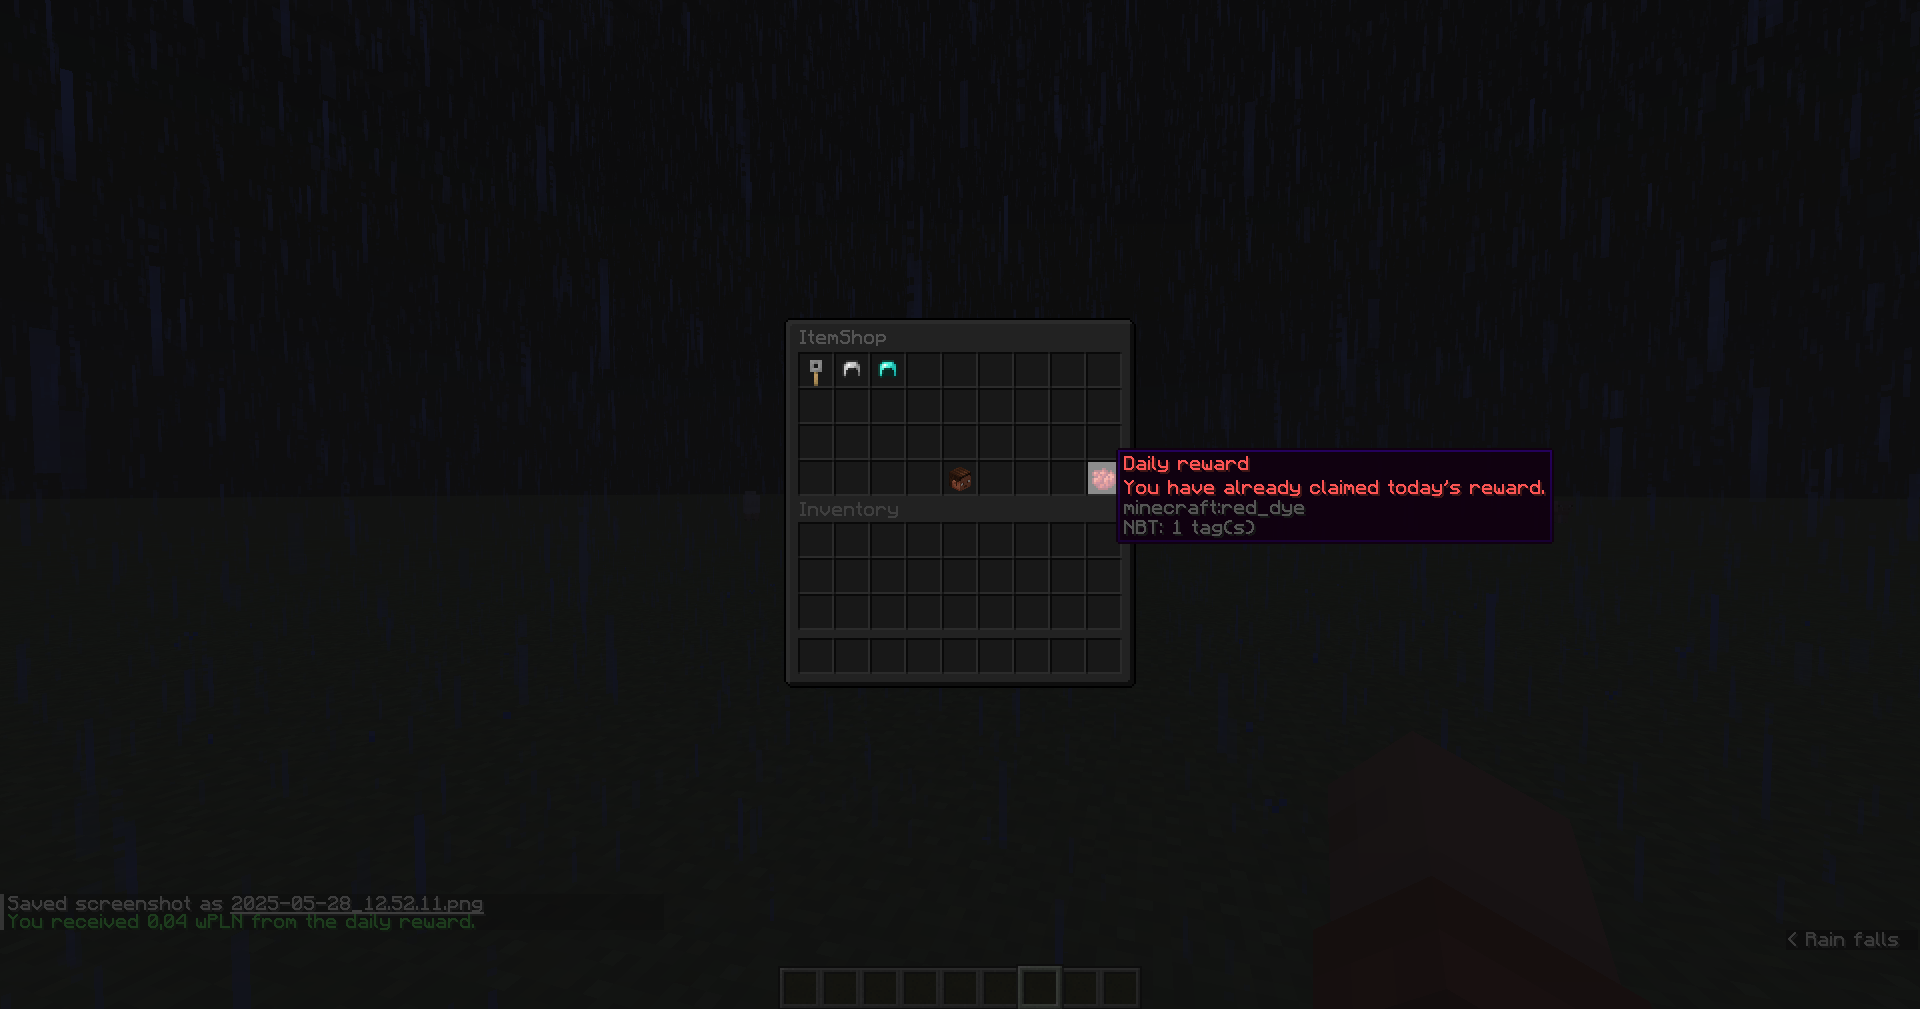 ItemShop
Daily reward
You have already claimed today's reward.
minecraft:red_dye
NBT: 1 tag(s)
Inventory
Saved screenshot as 2025-05-28_12.52.11.png
You received 0,04 wPLN from the daily reward.
< Rain falls